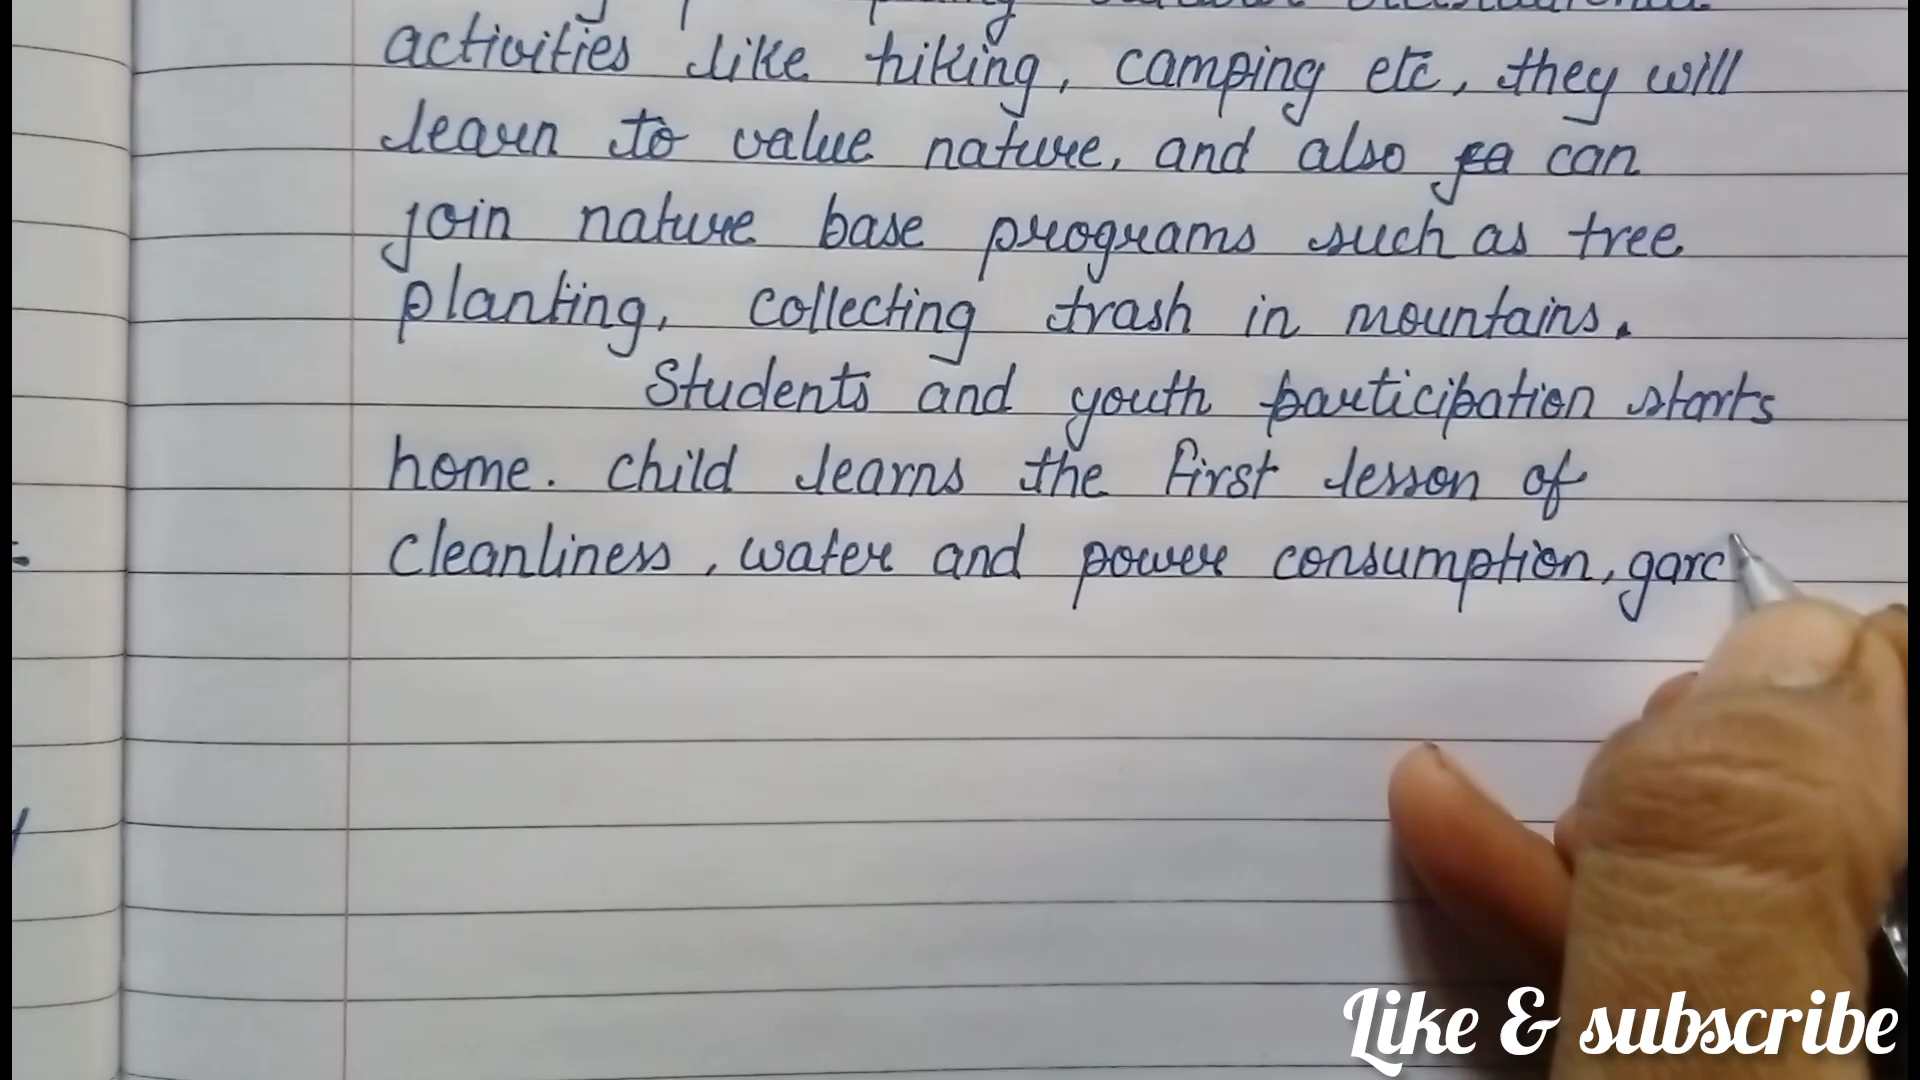 activities like hiking, camping etc, they will
learn to value nature, and also can
join nature base programs such as tree
planting, collecting trash in mountains.
Students and youth participation starts
home. child learns the first lesson of
cleanliness, water and power consumption, garc
Like & subscribe